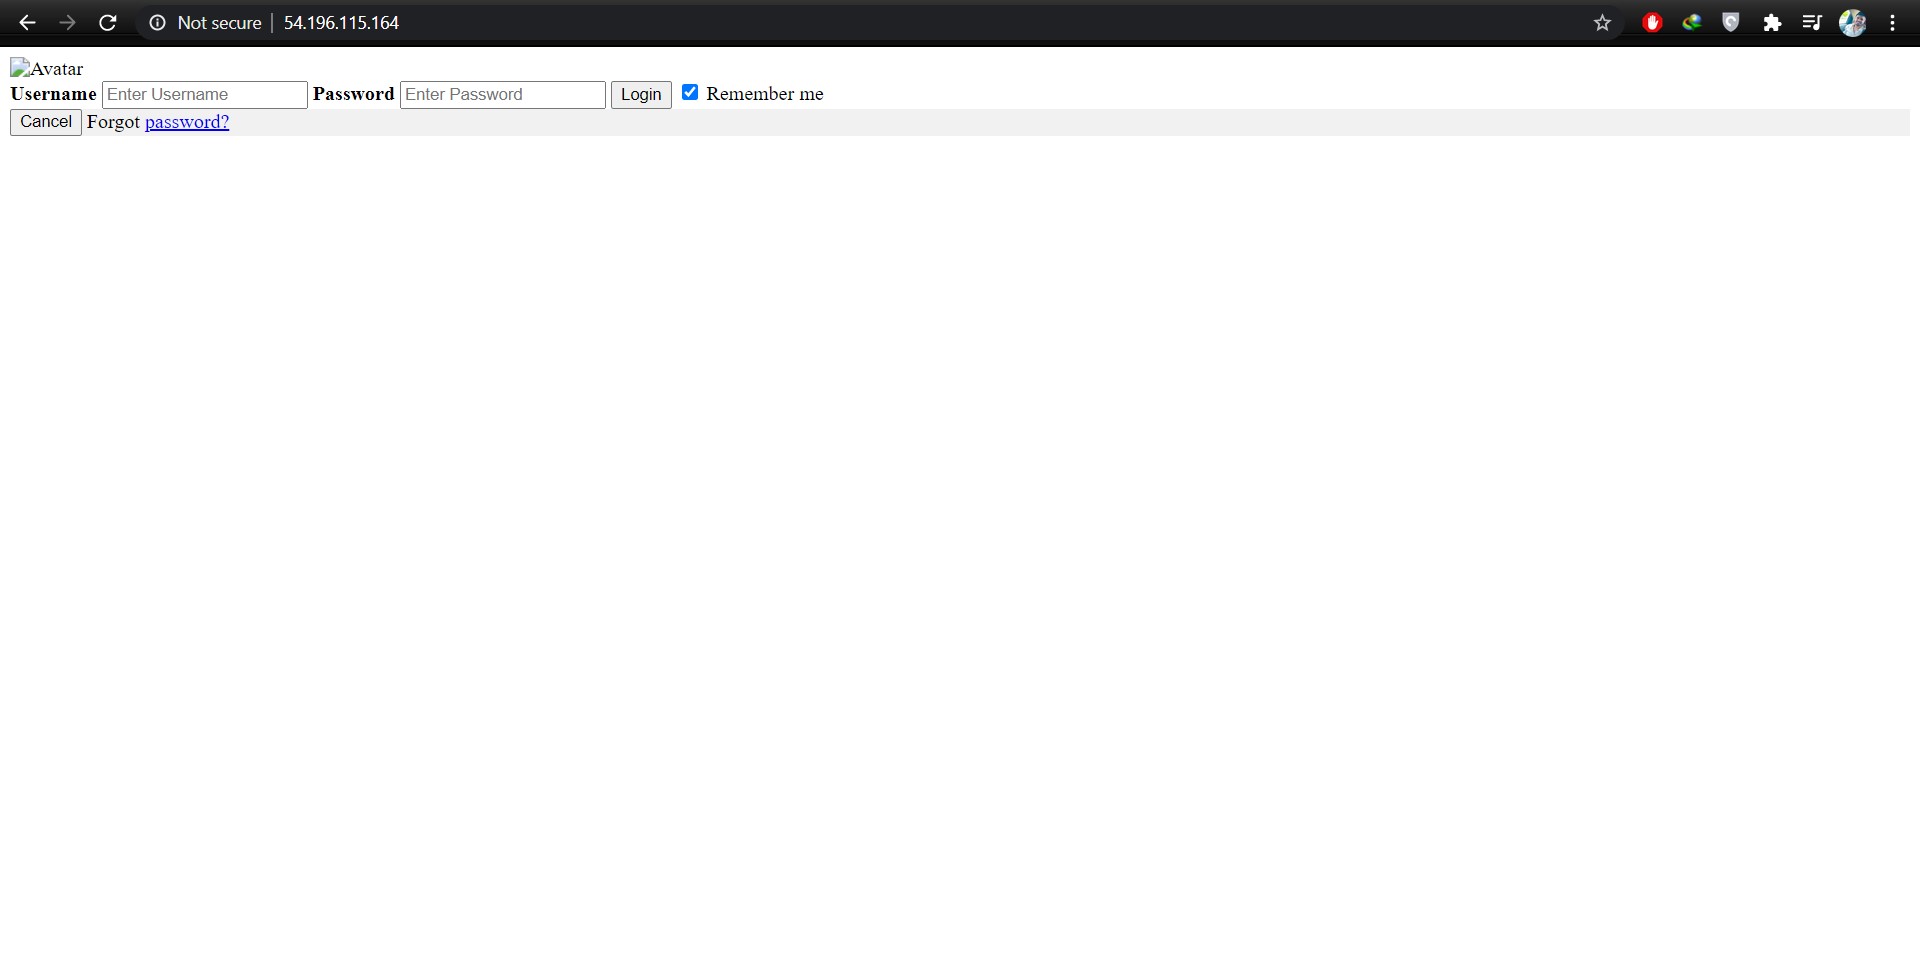 Not secure | 54.196.115.164
Avatar
Username Enter Username Password Enter Password Login Remember me
Cancel Forgot password?